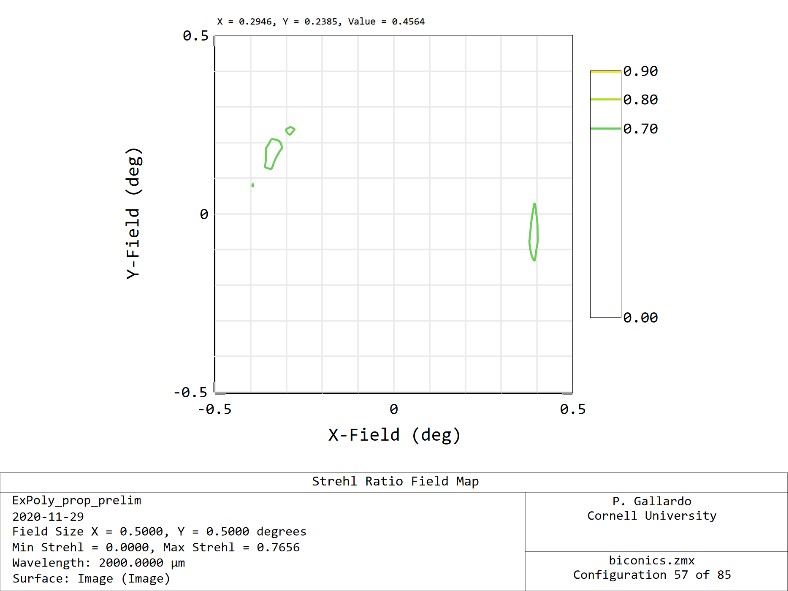 X = 0.2946, Y = 0.2385, Value = 0.4564
0.5
0
-0.5
Y-Field (deg)
-0.5
0
0.5
X-Field (deg)
0.90
0.80
0.70
0.00
Strehl Ratio Field Map
ExPoly_prop_prelim
2020-11-29
Field Size X = 0.5000, Y = 0.5000 degrees
Min Strehl = 0.0000, Max Strehl = 0.7656
Wavelength: 2000.0000 µm
Surface: Image (Image)
P. Gallardo
Cornell University
biconics.zmx
Configuration 57 of 85